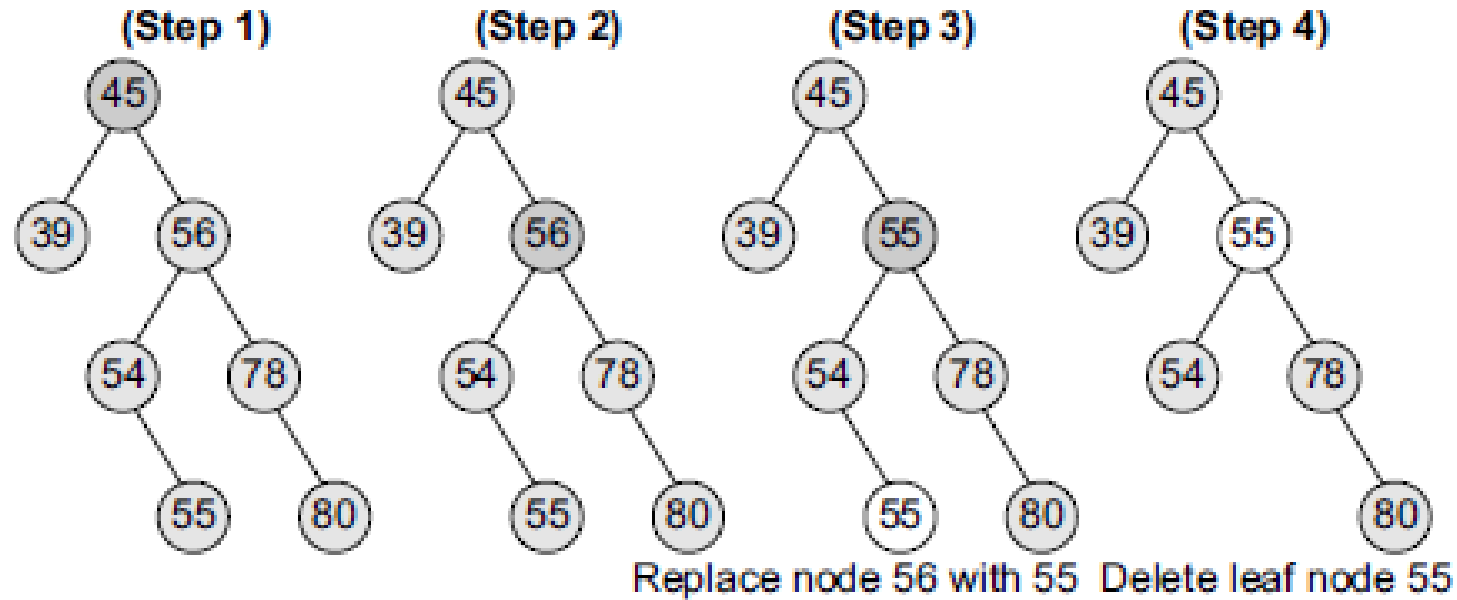 (Step 1) (Step 2) (Step 3) (Step 4)
45 45 45 45
39 56 39 56 39 55 39 55
54 78 54 78 54 78 54 78
55 80 55 80 55 80 80
Replace node 56 with 55 Delete leaf node 55